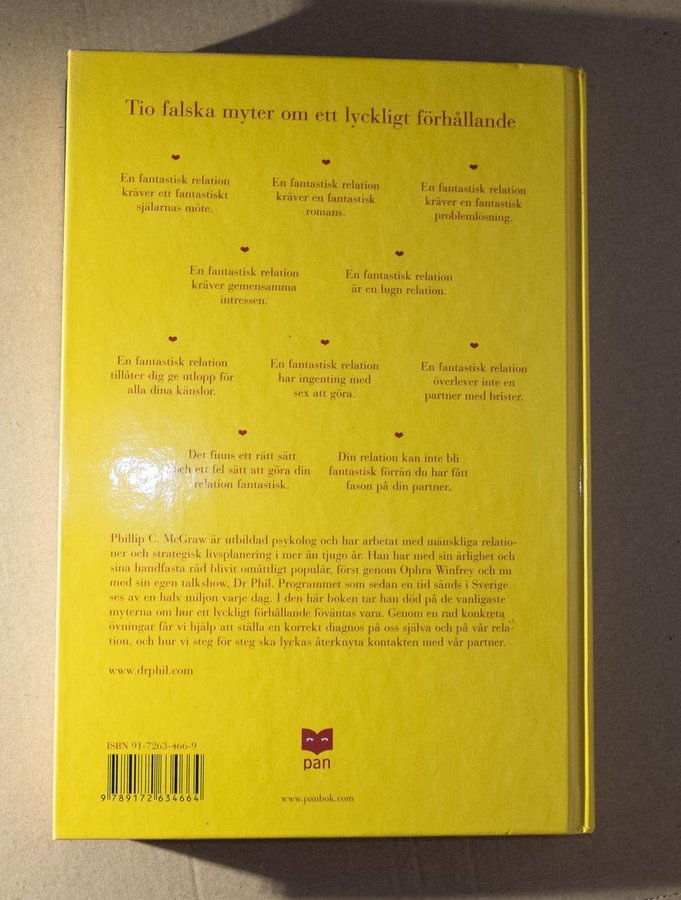 Tio falska myter om ett lyckligt förhållande
En fantastisk relation
kräver ett fantastiskt
själarnas möte.
En fantastisk relation
kräver en fantastisk
romans.
En fantastisk relation
kräver en fantastisk
problemlösning.
En fantastisk relation
kräver gemensamma
intressen.
En fantastisk relation
är en lugn relation.
En fantastisk relation
tillåter dig ge utlopp för
alla dina känslor.
En fantastisk relation
har ingenting med
sex att göra.
En fantastisk relation
överlever inte en
partner med brister.
Det finns ett rätt sätt
och ett fel sätt att göra din
relation fantastisk.
Din relation kan inte bli
fantastisk förrän du har fått
fason på din partner.
Phillip C. McGraw är utbildad psykolog och har arbetat med mänskliga relatio-
ner och strategisk livsplanering i mer än tjugo år. Han har med sin ärlighet och
sina handfasta råd blivit omåttligt populär, först genom Ophra Winfrey och nu
med sin egen talkshow, Dr Phil. Programmet som sedan en tid sänds i Sverige
ses av en halv miljon varje dag. I den här boken tar han död på de vanligaste
myterna om hur ett lyckligt förhållande föväntas vara. Genom en rad konkreta
övningar får vi hjälp att ställa en korrekt diagnos på oss själva och på vår rela-
tion, och hur vi steg för steg ska lyckas återknyta kontakten med vår partner.
www.drphil.com
ISBN 91-7263-466-9
9 789172 634664
pan
www.panbok.com